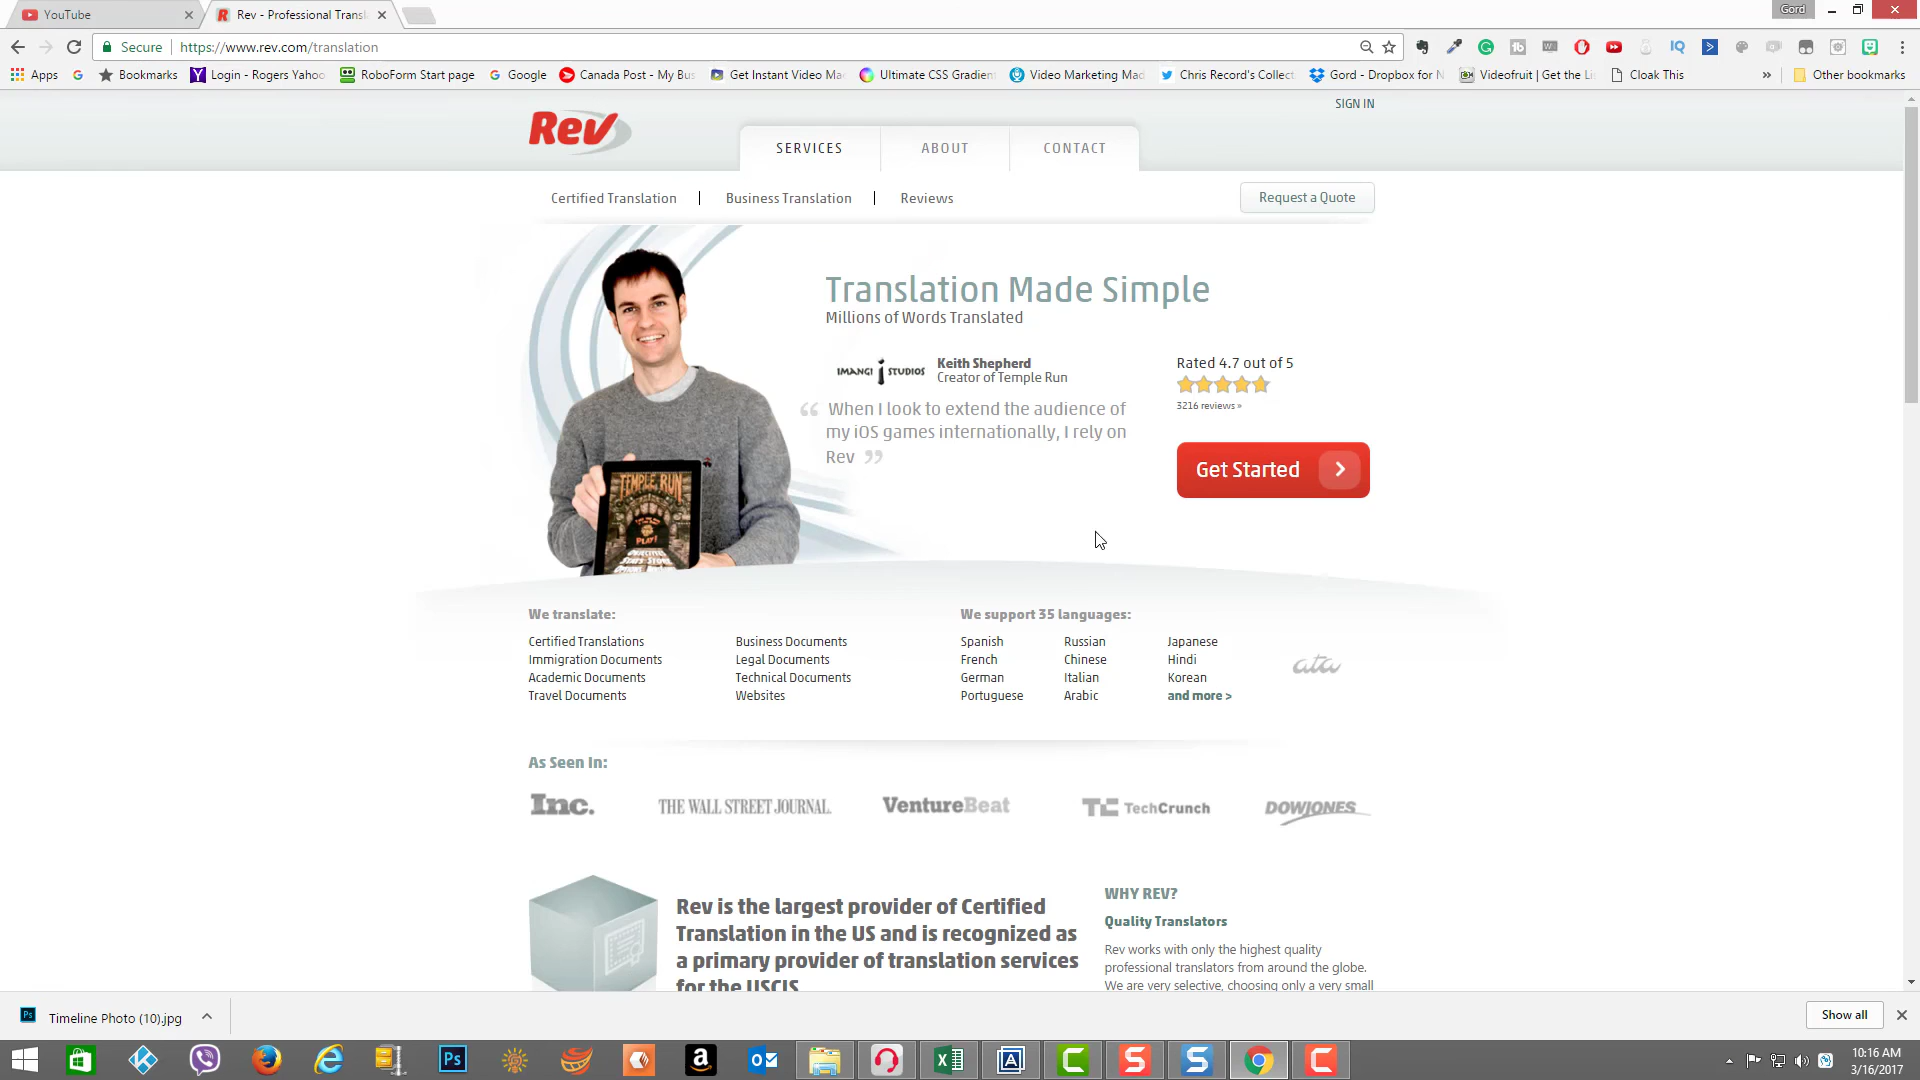 YouTube
Rev - Professional Transl
Gord
Secure
https://www.rev.com/translation
Apps
Bookmarks
Login - Rogers Yahoo
RoboForm Start page
Google
Canada Post - My Bus
Get Instant Video Ma
Ultimate CSS Gradien
Video Marketing Mad
Chris Record's Collect
Gord - Dropbox for N
Videofruit | Get the Li
Cloak This
»
Other bookmarks
SIGN IN
Rev
SERVICES
ABOUT
CONTACT
Certified Translation
Business Translation
Reviews
Request a Quote
Translation Made Simple
Millions of Words Translated
IMANGI STUDIOS
Keith Shepherd
Creator of Temple Run
Rated 4.7 out of 5
3216 reviews »
“ When I look to extend the audience of
my iOS games internationally, I rely on
Rev ”
Get Started
TEMPLE RUN
PLAY!
We translate:
Certified Translations
Immigration Documents
Academic Documents
Travel Documents
Business Documents
Legal Documents
Technical Documents
Websites
We support 35 languages:
Spanish
French
German
Portuguese
Russian
Chinese
Italian
Arabic
Japanese
Hindi
Korean
and more >
ata
As Seen In:
Inc.
THE WALL STREET JOURNAL.
VentureBeat
TC TechCrunch
DOWJONES
Rev is the largest provider of Certified
Translation in the US and is recognized as
a primary provider of translation services
for the USCIS
WHY REV?
Quality Translators
Rev works with only the highest quality
professional translators from around the globe.
We are very selective, choosing only a very small
Timeline Photo (10).jpg
Show all
10:16 AM
3/16/2017